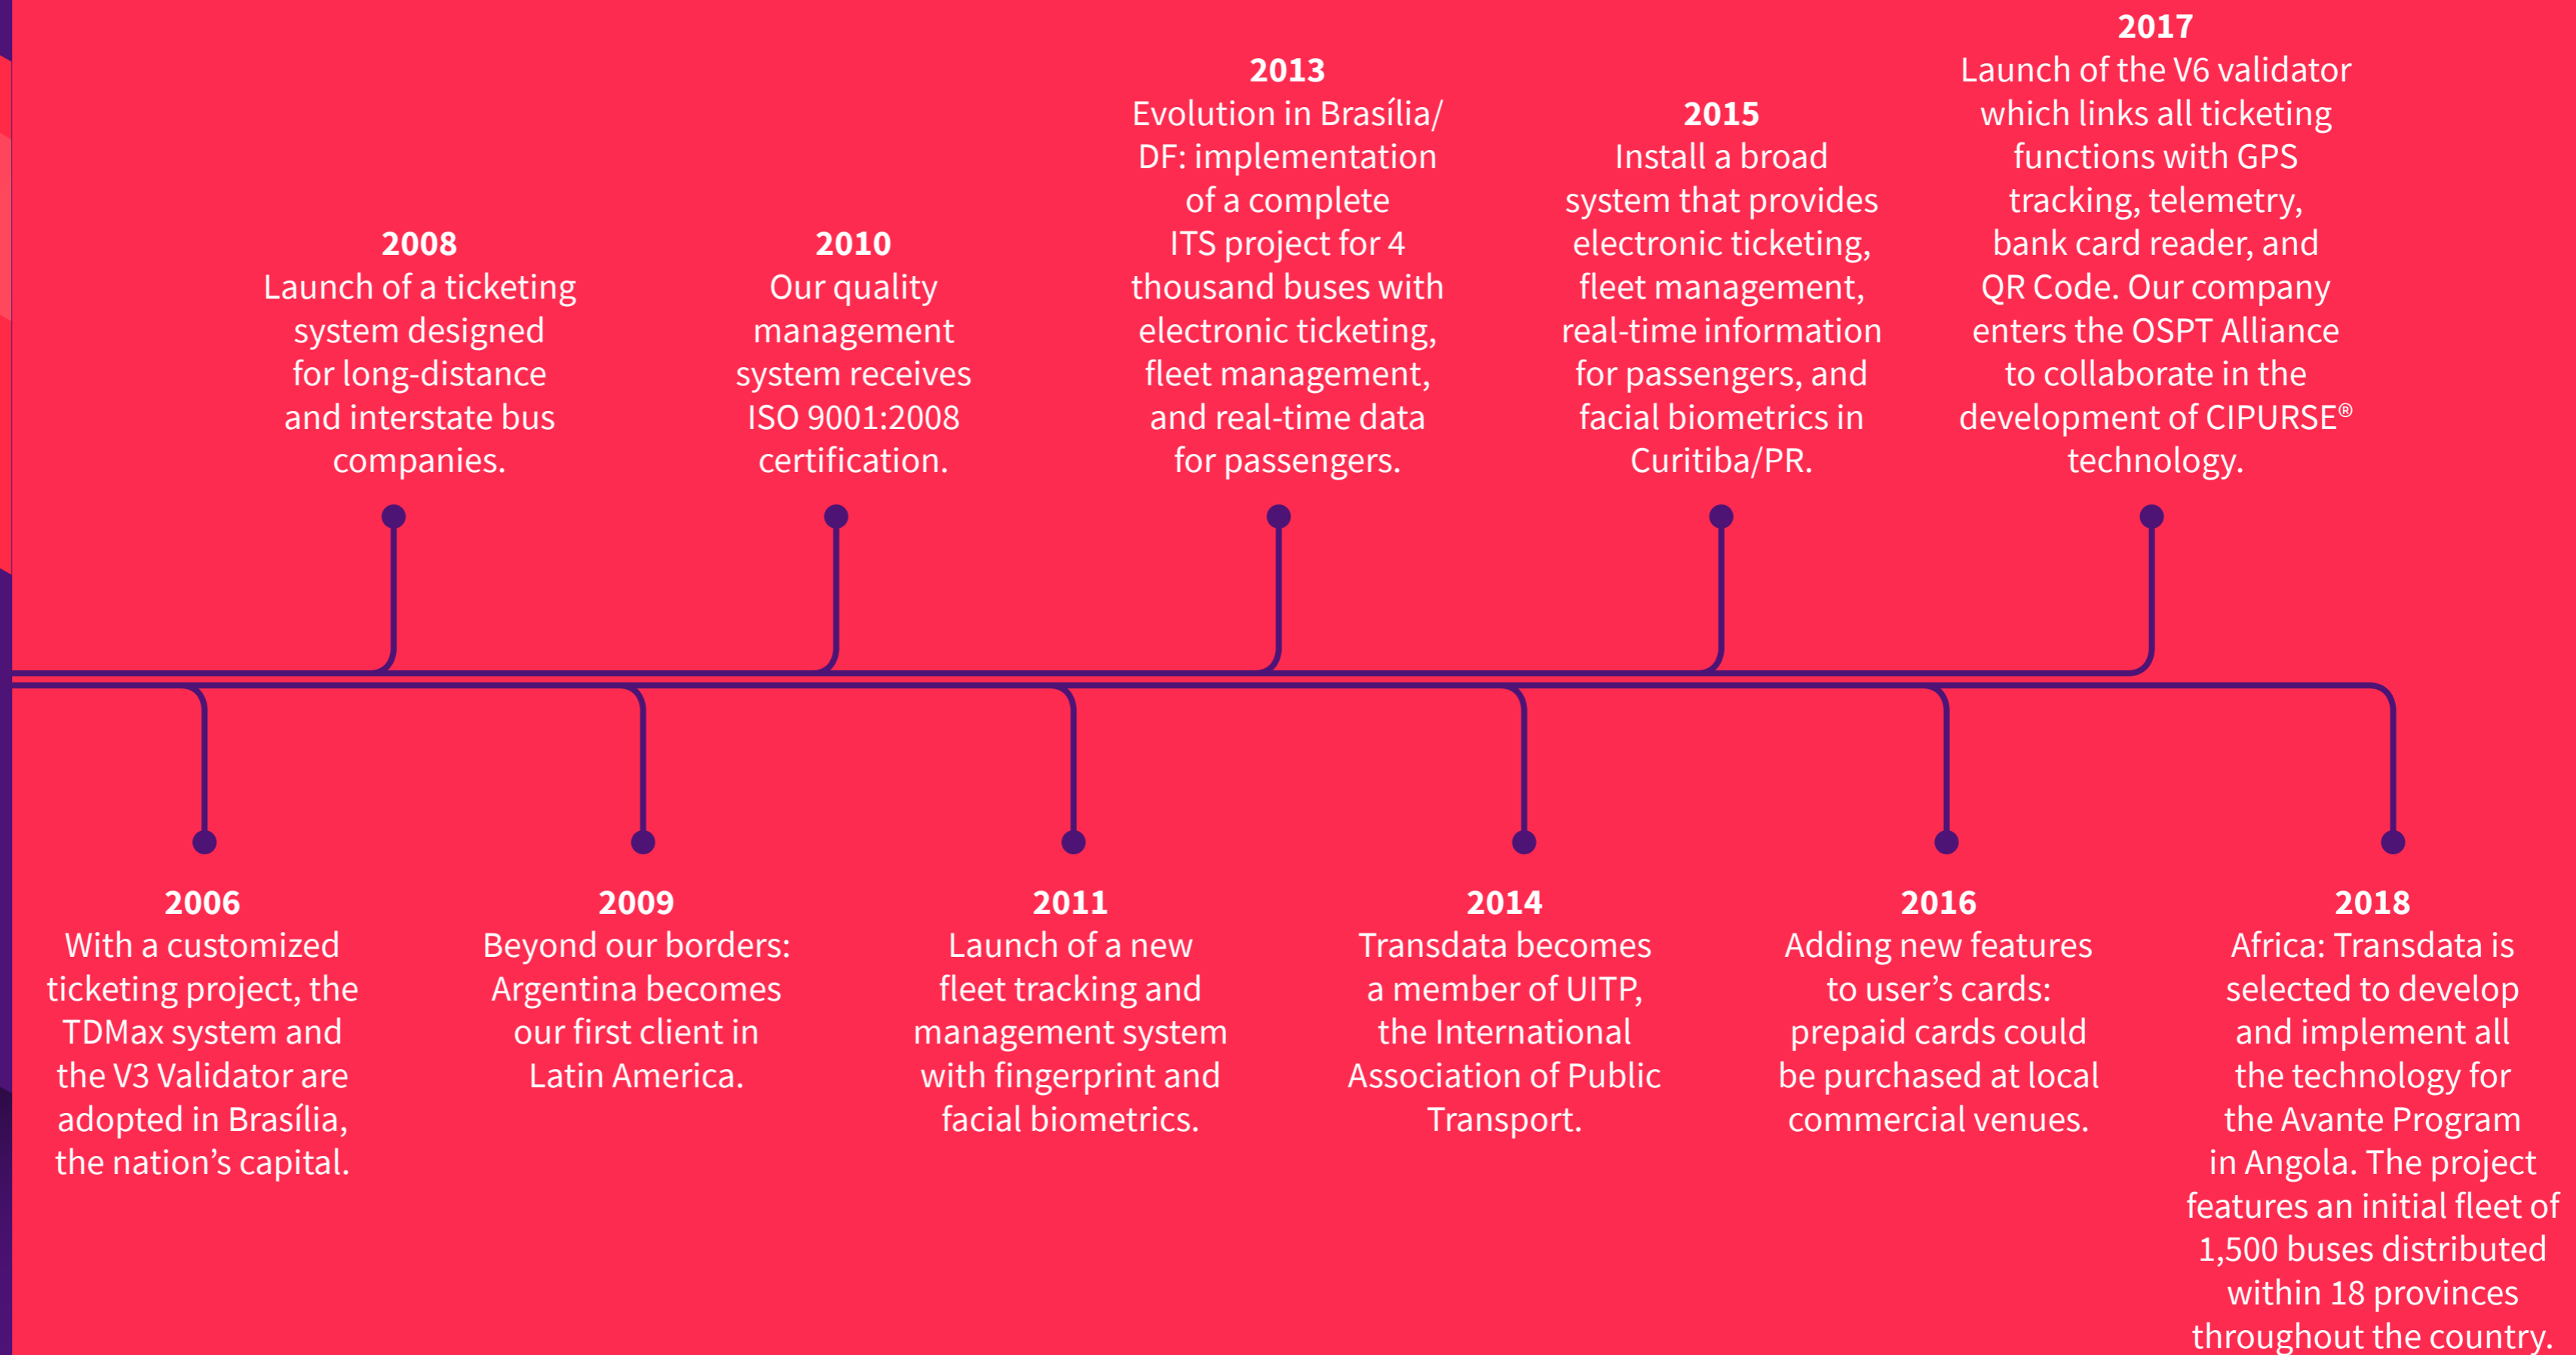 2008
Launch of a ticketing
system designed
for long-distance
and interstate bus
companies.
2010
Our quality
management
system receives
ISO 9001:2008
certification.
2013
Evolution in Brasília/
DF: implementation
of a complete
ITS project for 4
thousand buses with
electronic ticketing,
fleet management,
and real-time data
for passengers.
2015
Install a broad
system that provides
electronic ticketing,
fleet management,
real-time information
for passengers, and
facial biometrics in
Curitiba/PR.
2017
Launch of the V6 validator
which links all ticketing
functions with GPS
tracking, telemetry,
bank card reader, and
QR Code. Our company
enters the OSPT Alliance
to collaborate in the
development of CIPURSE®
technology.
2006
With a customized
ticketing project, the
TDMax system and
the V3 Validator are
adopted in Brasília,
the nation’s capital.
2009
Beyond our borders:
Argentina becomes
our first client in
Latin America.
2011
Launch of a new
fleet tracking and
management system
with fingerprint and
facial biometrics.
2014
Transdata becomes
a member of UITP,
the International
Association of Public
Transport.
2016
Adding new features
to user’s cards:
prepaid cards could
be purchased at local
commercial venues.
2018
Africa: Transdata is
selected to develop
and implement all
the technology for
the Avante Program
in Angola. The project
features an initial fleet of
1,500 buses distributed
within 18 provinces
throughout the country.